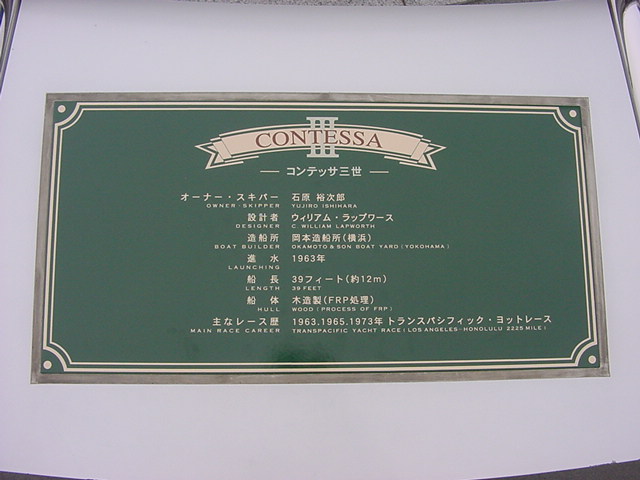 III
CONTESSA
コンテッサ三世
オーナー・スキパー 石原 裕次郎
OWNER·SKIPPER YUJIRO ISHIHARA
設計者 ウィリアム・ラップワース
DESIGNER C. WILLIAM LAPWORTH
造船所 岡本造船所(横浜)
BOAT BUILDER OKAMOTO & SON BOAT YARD (YOKOHAMA)
進水 1963年
LAUNCHING
船長 39フィート(約12m)
LENGTH 39 FEET
船体 木造製(FRP処理)
HULL WOOD (PROCESS OF FRP)
主なレース歴 1963.1965.1973年 トランスパシフィック・ヨットレース
MAIN RACE CAREER TRANSPACIFIC YACHT RACE (LOS ANGELES-HONOLULU 2225 MILE)